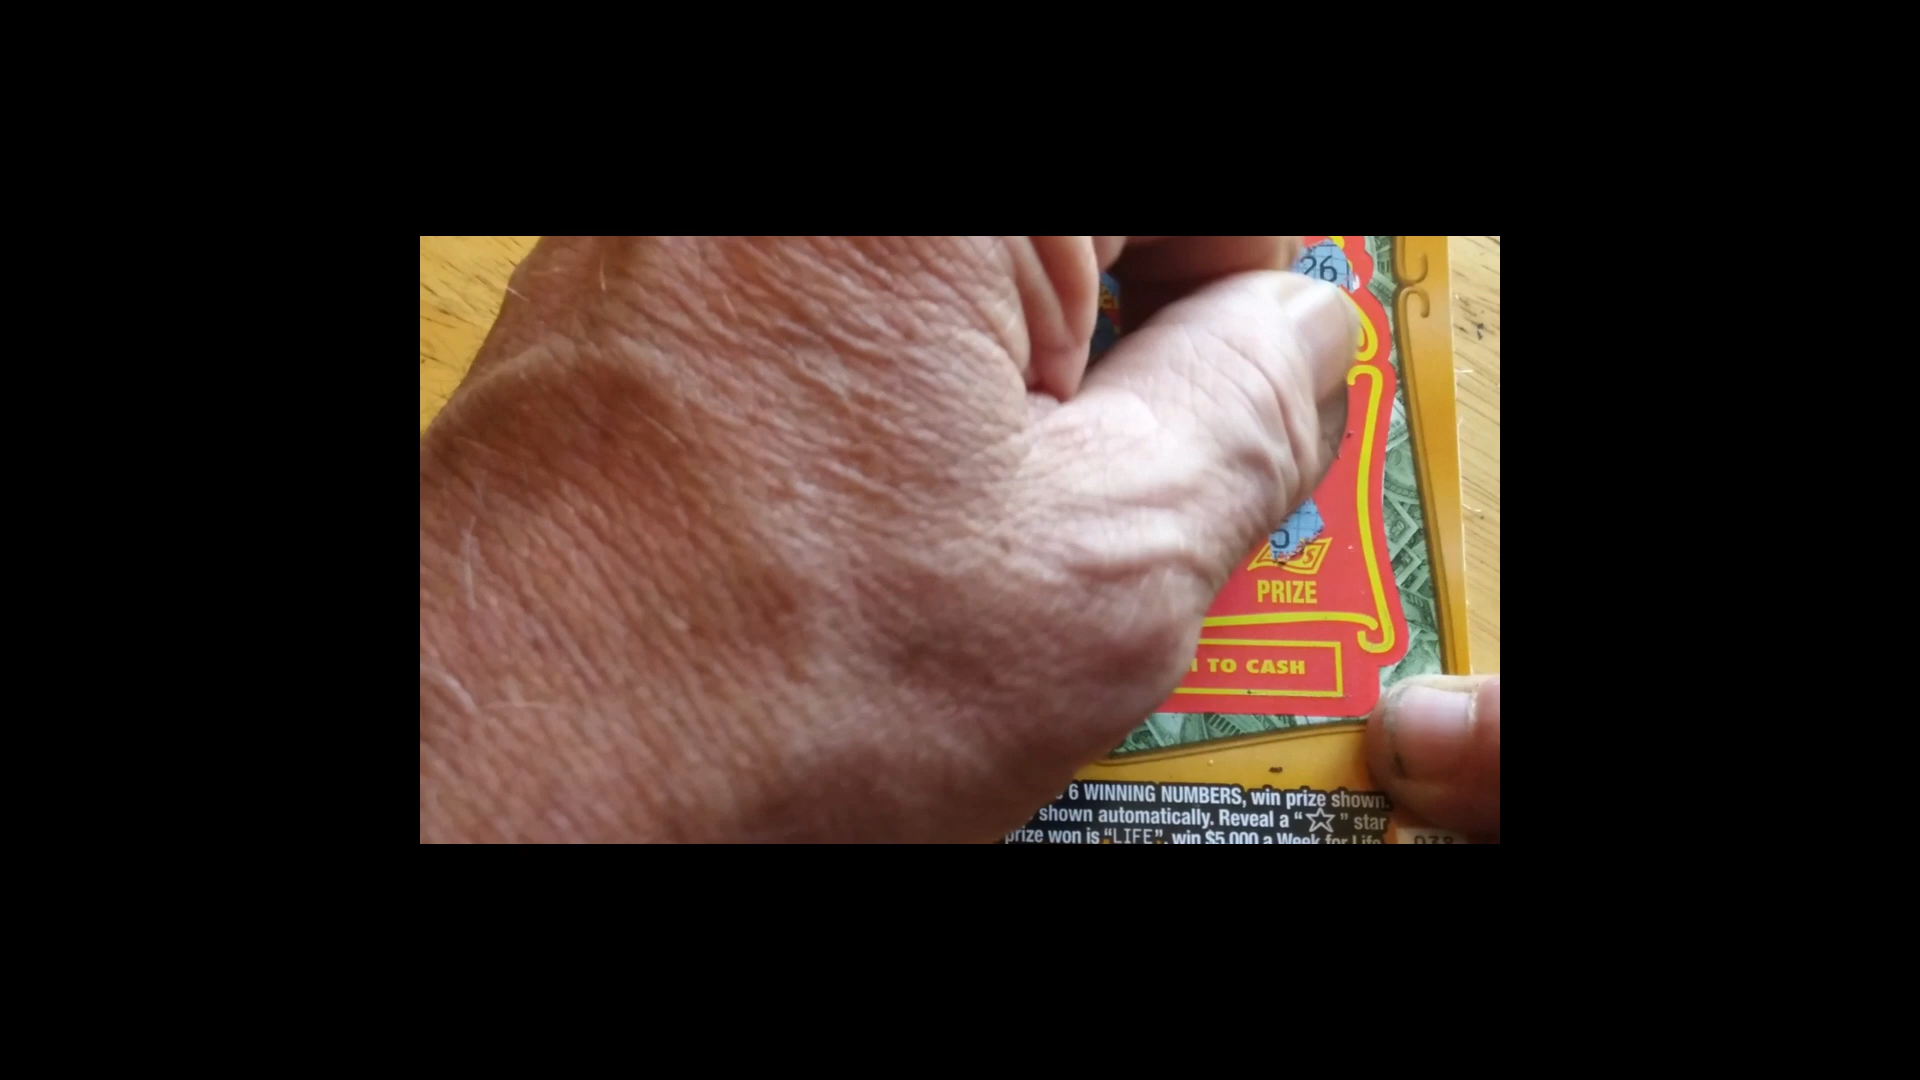 26
5
PRIZE
TO CASH
6 WINNING NUMBERS, win prize shown.
shown automatically. Reveal a “☆” star
prize won is “LIFE”, win $5,000 a Week for Life